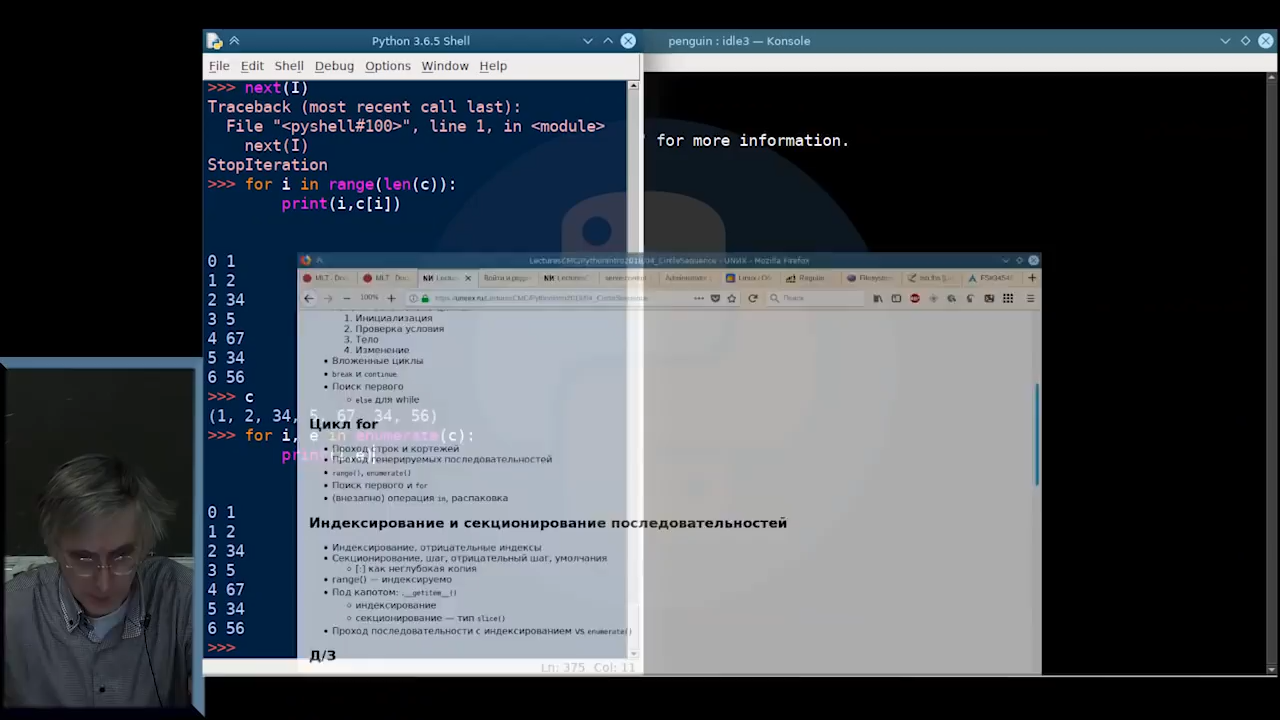 Python 3.6.5 Shell
penguin : idle3 — Konsole
File Edit Shell Debug Options Window Help
>>> next(I)
Traceback (most recent call last):
File "<pyshell#100>", line 1, in <module>
next(I)
StopIteration
for more information.
>>> for i in range(len(c)):
print(i,c[i])
0 1
1 2
2 34
3 5
4 67
5 34
6 56
>>> c
(1, 2, 34, 5, 67, 34, 56)
>>> for i, e in enumerate(c):
0 1
1 2
2 34
3 5
4 67
5 34
6 56
>>>
Ln: 375 Col: 11
100%
Поиск
1. Инициализация
2. Проверка условия
3. Тело
4. Изменение
• Вложенные циклы
• break и continue
• Поиск первого
else для while
Цикл for
• Проход строк и кортежей
• Проход генерируемых последовательностей
• range(), enumerate()
• Поиск первого и for
• (внезапно) операция in, распаковка
Индексирование и секционирование последовательностей
• Индексирование, отрицательные индексы
• Секционирование, шаг, отрицательный шаг, умолчания
[:] как неглубокая копия
• range() — индексируемо
• Под капотом: .__getitem__()
индексирование
секционирование — тип slice()
• Проход последовательности с индексированием vs enumerate()
Д/З